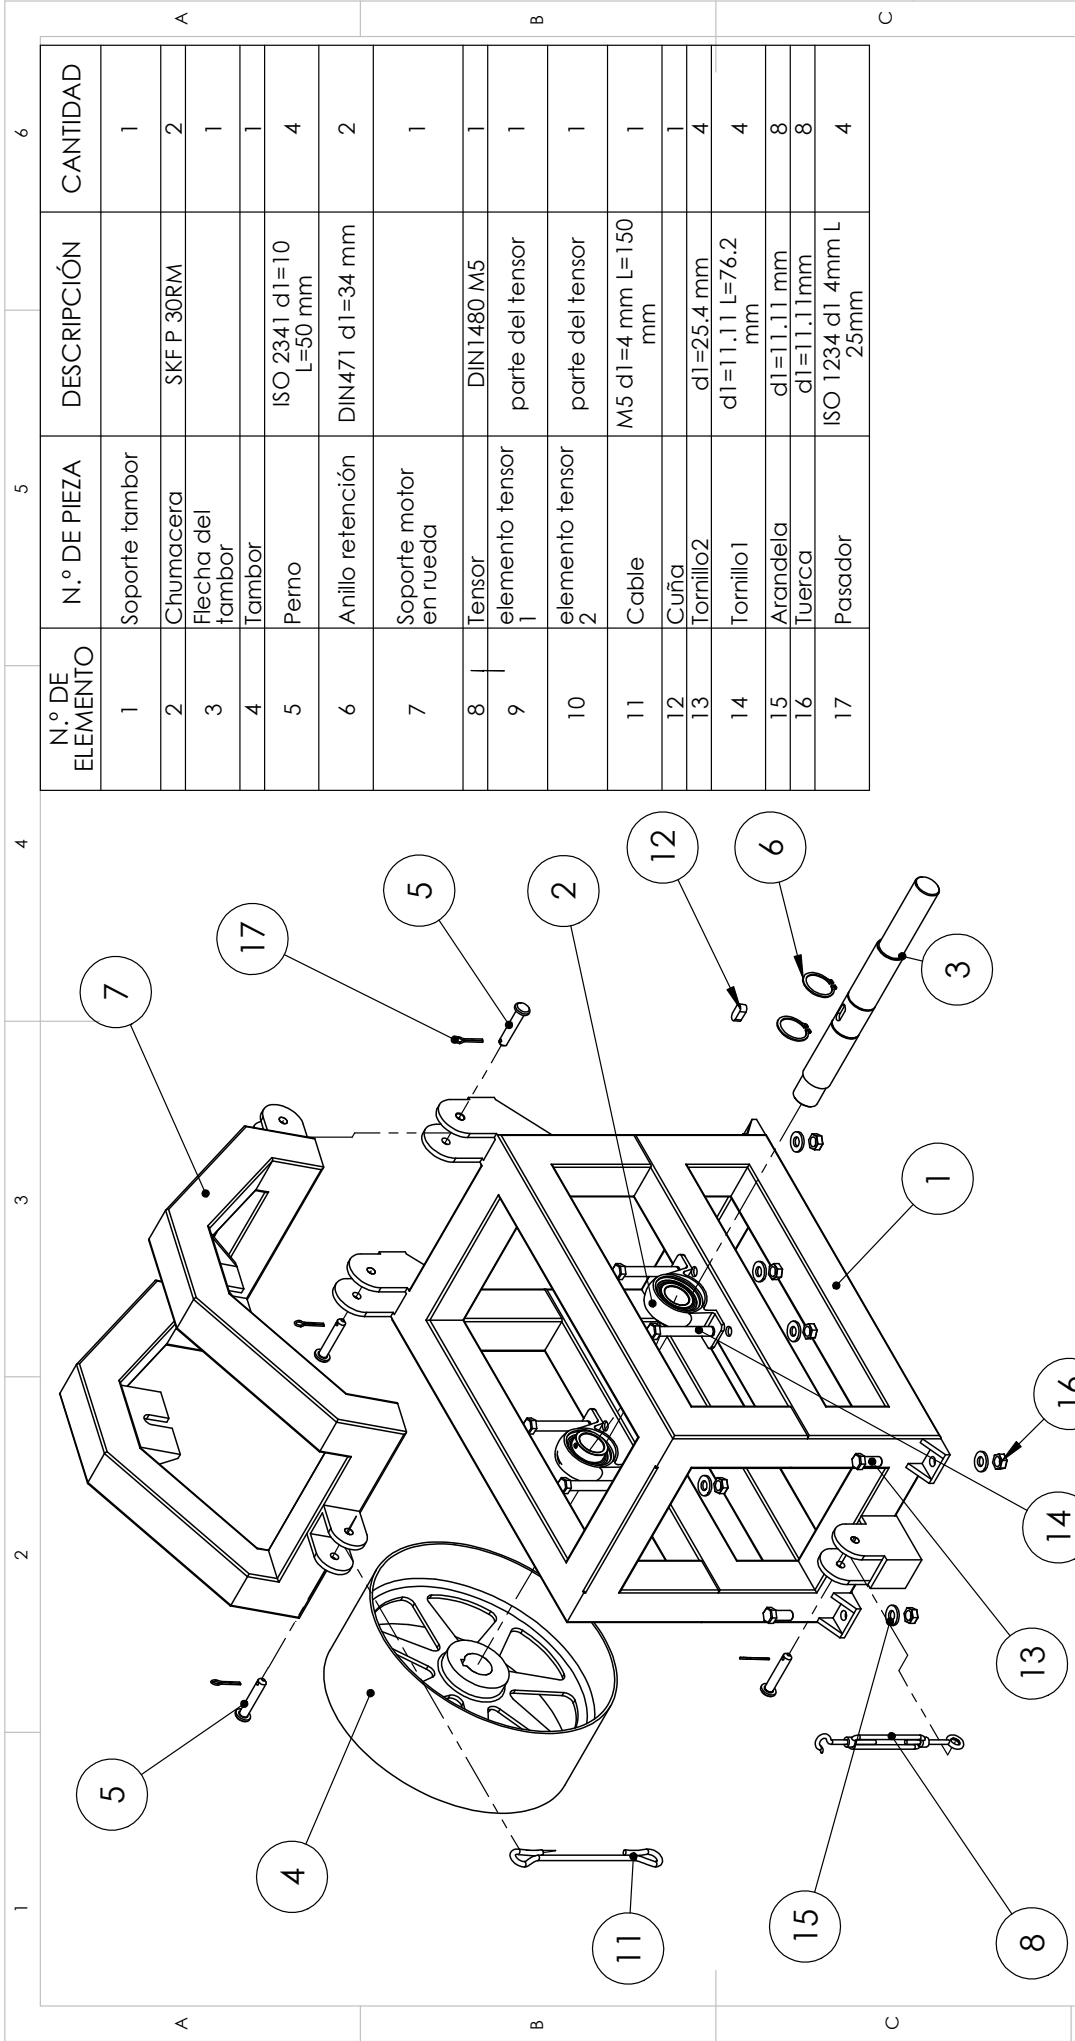 1 2 3 4 5 6
A
B
C
A
B
C
N.º DE ELEMENTO N.º DE PIEZA DESCRIPCIÓN CANTIDAD
1 Soporte tambor 1
2 Chumacera SKF P 30RM 2
3 Flecha del tambor 1
4 Tambor 1
5 Perno ISO 2341 d1=10 L=50 mm 4
6 Anillo retención DIN471 d1=34 mm 2
7 Soporte motor en rueda 1
8 Tensor DIN1480 M5 1
9 elemento tensor 1 parte del tensor 1
10 elemento tensor 2 parte del tensor 1
11 Cable M5 d1=4 mm L=150 mm 1
12 Cuña 1
13 Tornillo2 d1=25.4 mm 4
14 Tornillo1 d1=11.11 L=76.2 mm 4
15 Arandela d1=11.11 mm 8
16 Tuerca d1=11.11mm 8
17 Pasador ISO 1234 d1 4mm L 25mm 4
7
17
5
2
12
6
3
1
16
14
13
5
4
11
15
8